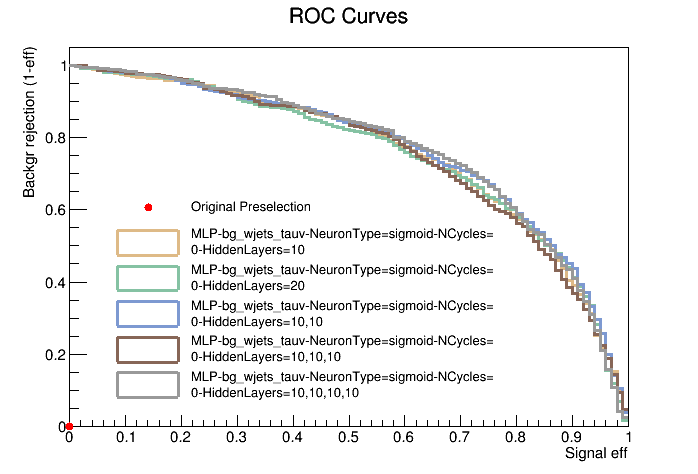 ROC Curves
Backgr rejection (1-eff)
1
0.8
0.6
0.4
0.2
0
Original Preselection
MLP-bg_wjets_tauv-NeuronType=sigmoid-NCycles=
0-HiddenLayers=10
MLP-bg_wjets_tauv-NeuronType=sigmoid-NCycles=
0-HiddenLayers=20
MLP-bg_wjets_tauv-NeuronType=sigmoid-NCycles=
0-HiddenLayers=10,10
MLP-bg_wjets_tauv-NeuronType=sigmoid-NCycles=
0-HiddenLayers=10,10,10
MLP-bg_wjets_tauv-NeuronType=sigmoid-NCycles=
0-HiddenLayers=10,10,10,10
0 0.1 0.2 0.3 0.4 0.5 0.6 0.7 0.8 0.9 1
Signal eff